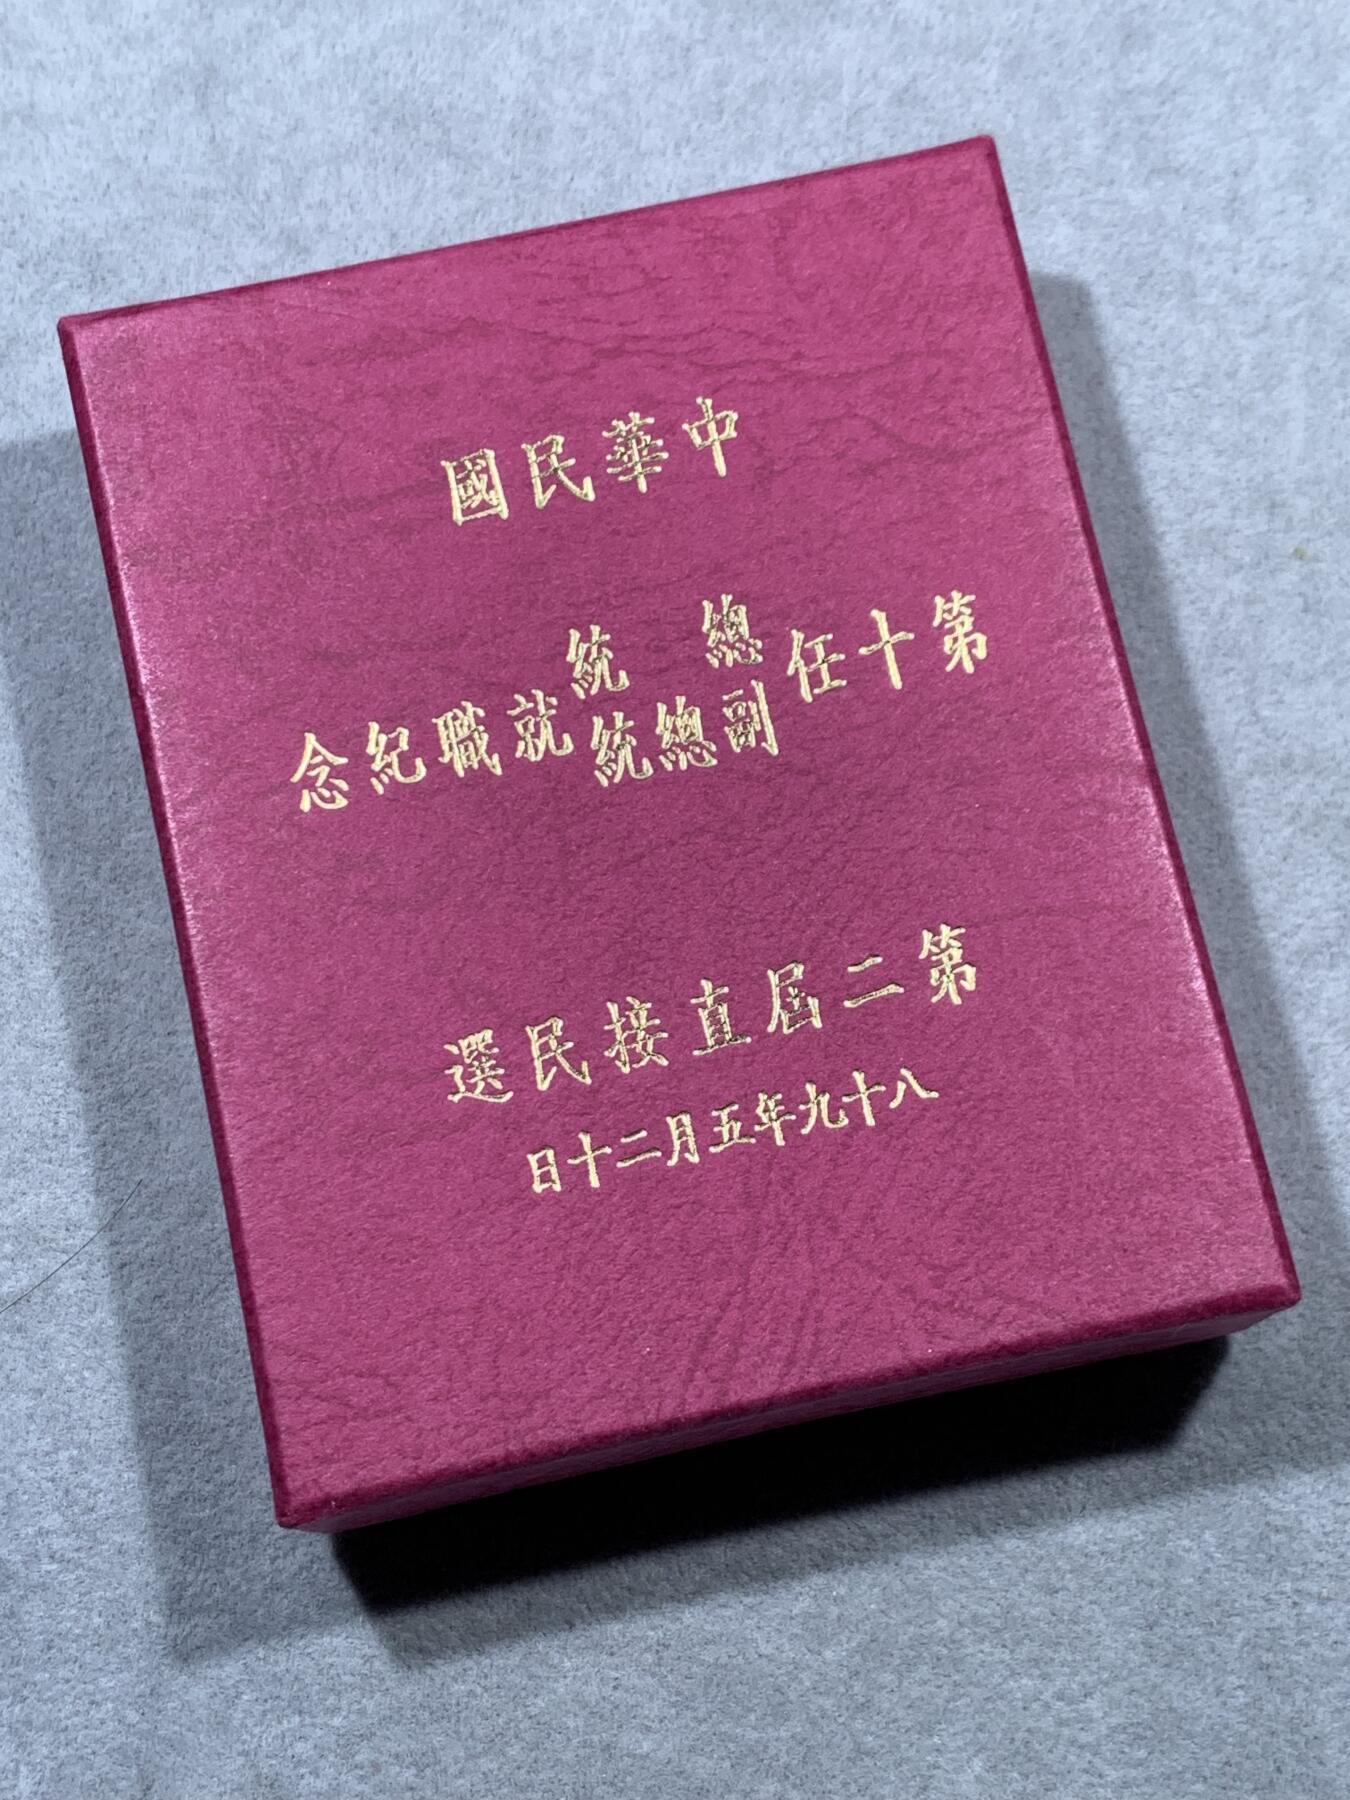 中華民國
第十任總統副總統就職紀念
第二屆直接民選
八十九年五月二十日